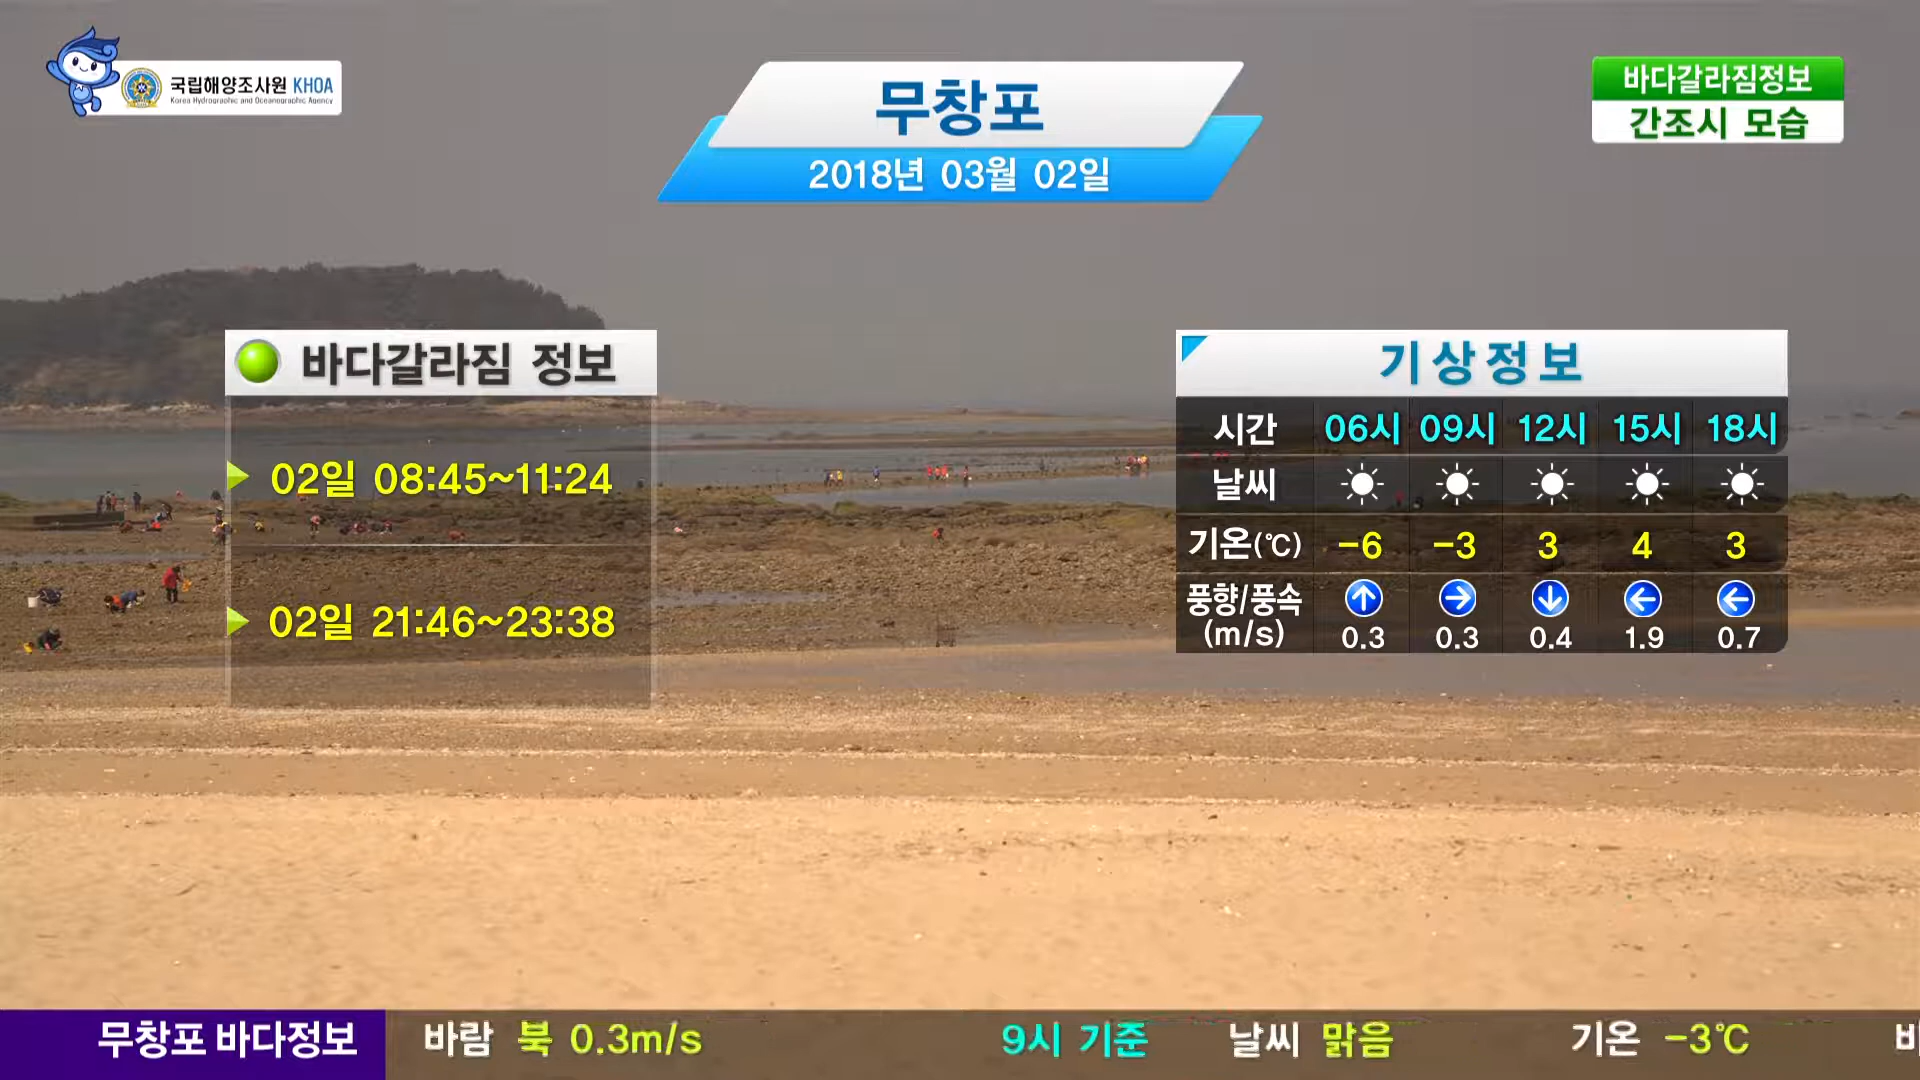 국립해양조사원 KHOA
Korea Hydrographic and Oceanographic Agency
무창포
2018년 03월 02일
바다갈라짐정보
간조시 모습
바다갈라짐 정보
02일 08:45~11:24
02일 21:46~23:38
기상정보
시간 06시 09시 12시 15시 18시
날씨
기온(℃) -6 -3 3 4 3
풍향/풍속
(m/s) 0.3 0.3 0.4 1.9 0.7
무창포 바다정보 바람 북 0.3m/s 9시 기준 날씨 맑음 기온 -3℃